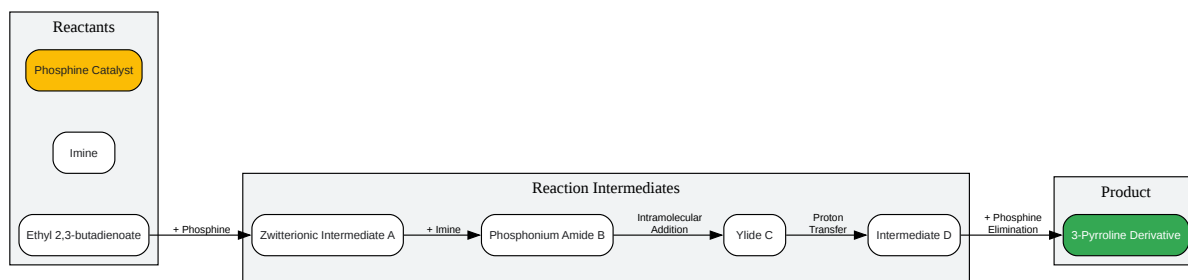 Reactants
Phosphine Catalyst
Imine
Ethyl 2,3-butadienoate
+ Phosphine
Reaction Intermediates
Zwitterionic Intermediate A
+ Imine
Phosphonium Amide B
Intramolecular
Addition
Ylide C
Proton
Transfer
Intermediate D
+ Phosphine
Elimination
Product
3-Pyrroline Derivative